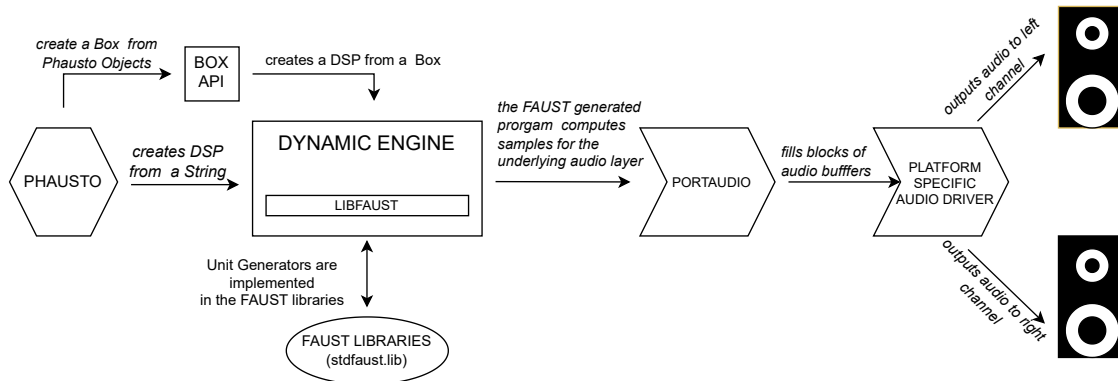 create a Box from
Phausto Objects
BOX
API
creates a DSP from a Box
PHAUSTO
creates DSP
from a String
DYNAMIC ENGINE
LIBFAUST
the FAUST generated
prorgam computes
samples for the
underlying audio layer
PORTAUDIO
fills blocks of
audio bufffers
PLATFORM
SPECIFIC
AUDIO DRIVER
outputs audio to left
channel
outputs audio to right
channel
Unit Generators are
implemented
in the FAUST libraries
FAUST LIBRARIES
(stdfaust.lib)